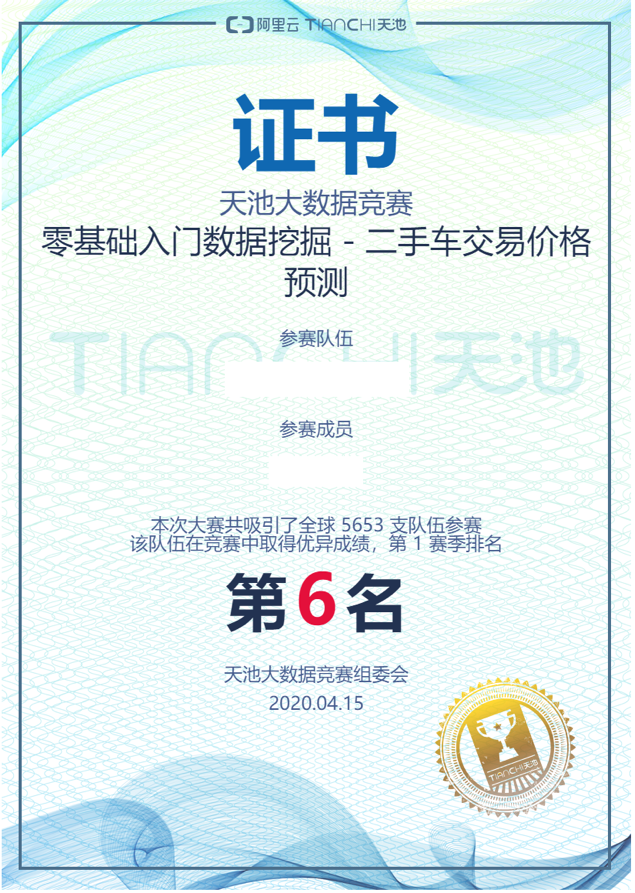 阿里云 TIANCHI天池
证书
天池大数据竞赛
零基础入门数据挖掘 - 二手车交易价格
预测
参赛队伍
TIANCHI天池
参赛成员
本次大赛共吸引了全球 5653 支队伍参赛
该队伍在竞赛中取得优异成绩，第 1 赛季排名
第6名
天池大数据竞赛组委会
2020.04.15
TIANCHI天池